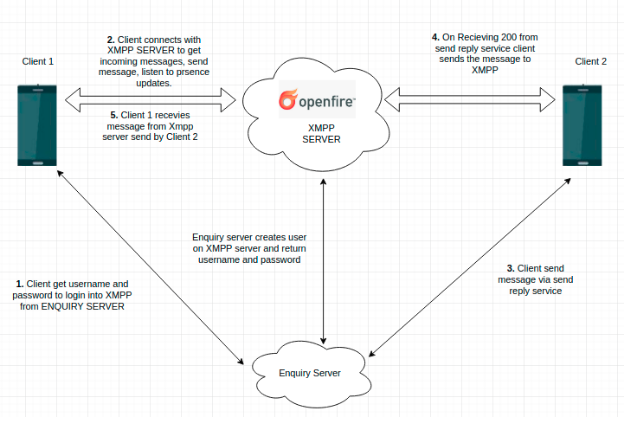 2. Client connects with
XMPP SERVER to get
incoming messages, send
message, listen to prsence
updates.
4. On Recieving 200 from
send reply service client
sends the message to
XMPP
Client 1
Client 2
openfire
XMPP
SERVER
5. Client 1 recevies
message from Xmpp
server send by Client 2
Enquiry server creates user
on XMPP server and return
username and password
1. Client get username and
password to login into XMPP
from ENQUIRY SERVER
3. Client send
message via send
reply service
Enquiry Server